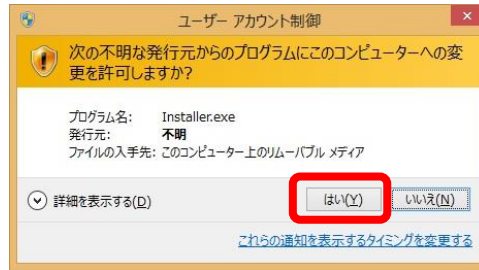 ユーザー アカウント制御
次の不明な発行元からのプログラムにこのコンピューターへの変
更を許可しますか?
プログラム名: Installer.exe
発行元: 不明
ファイルの入手先: このコンピューター上のリムーバブル メディア
詳細を表示する(D) はい(Y) いいえ(N)
これらの通知を表示するタイミングを変更する